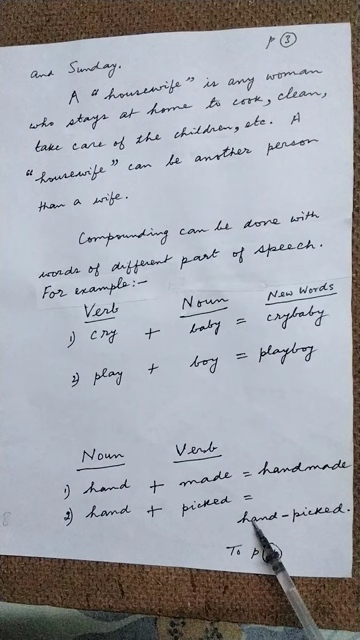 P ③
and Sunday.
A "housewife" is any woman
who stays at home to cook, clean,
take care of the children, etc. A
"housewife" can be another person
than a wife.
Compounding can be done with
words of different part of speech.
For example:-
Verb Noun New Words
1) cry + baby = crybaby
2) play + boy = playboy
Noun Verb
1) hand + made = handmade
2) hand + picked =
hand-picked.
To P